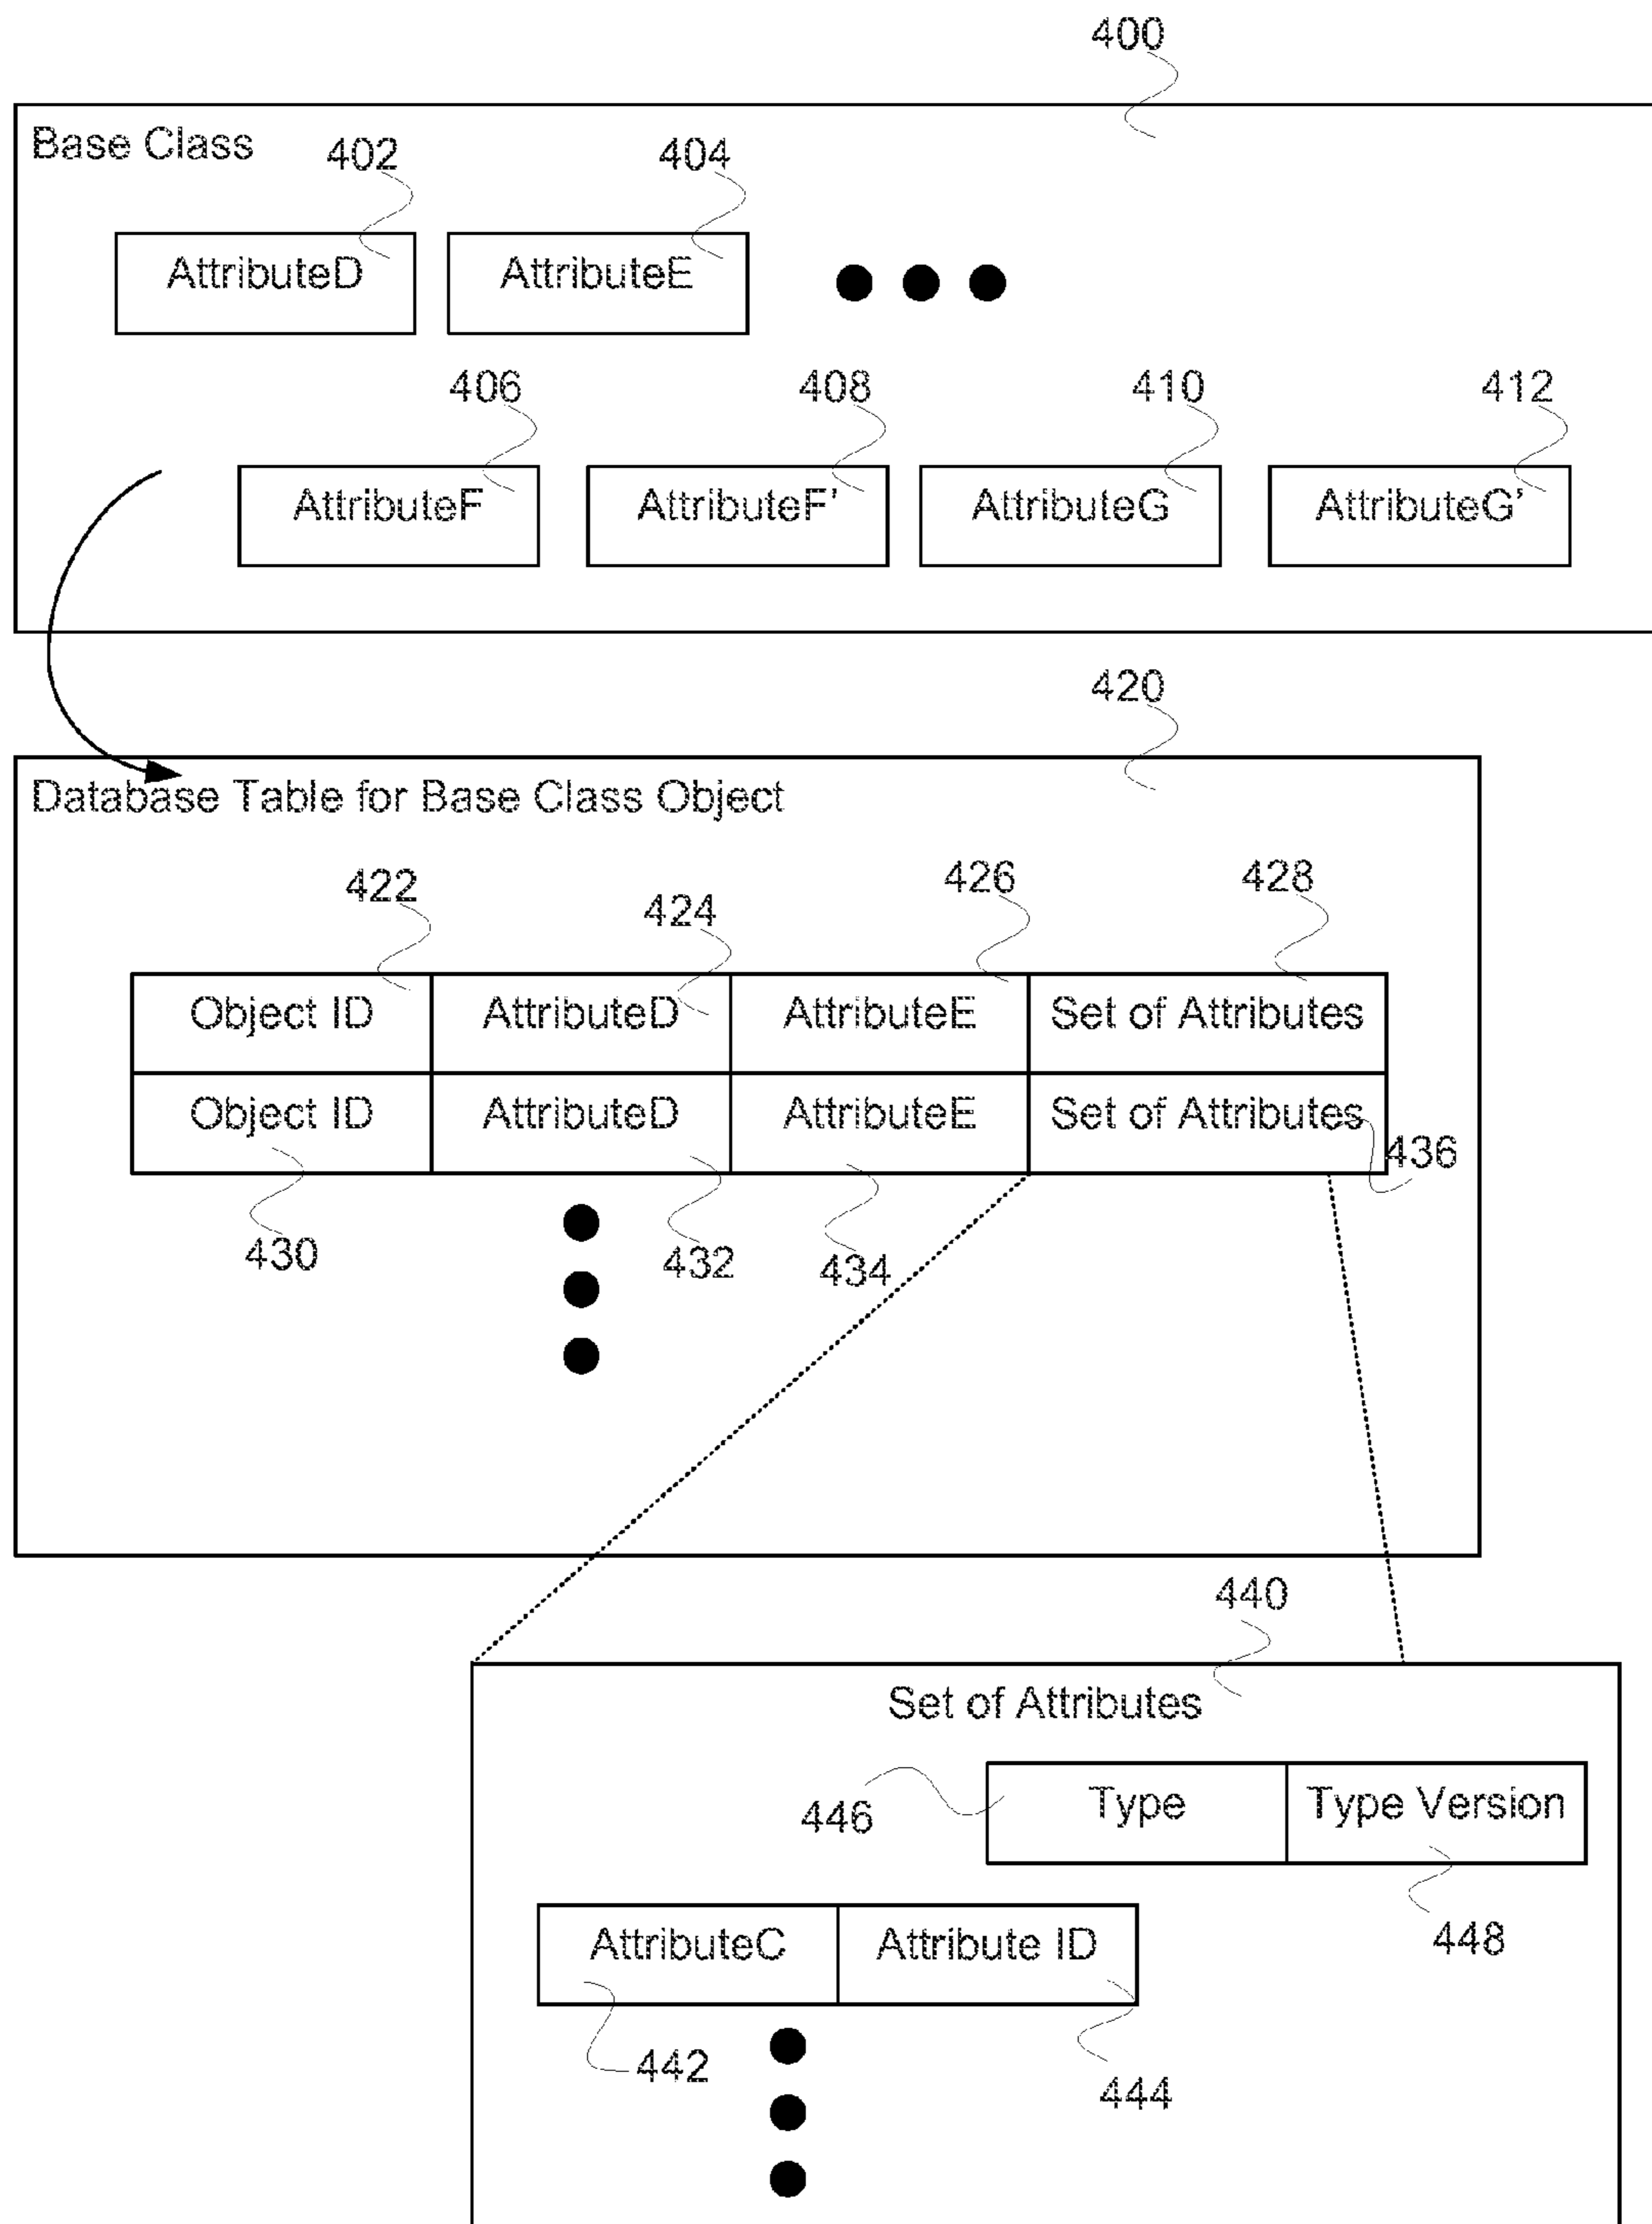 400
Base Class
402
404
AttributeD
AttributeE
406
408
410
412
AttributeF
AttributeF'
AttributeG
AttributeG'
420
Database Table for Base Class Object
422
424
426
428
Object ID
AttributeD
AttributeE
Set of Attributes
Object ID
AttributeD
AttributeE
Set of Attributes
436
430
432
434
440
Set of Attributes
446
Type
Type Version
448
AttributeC
Attribute ID
442
444